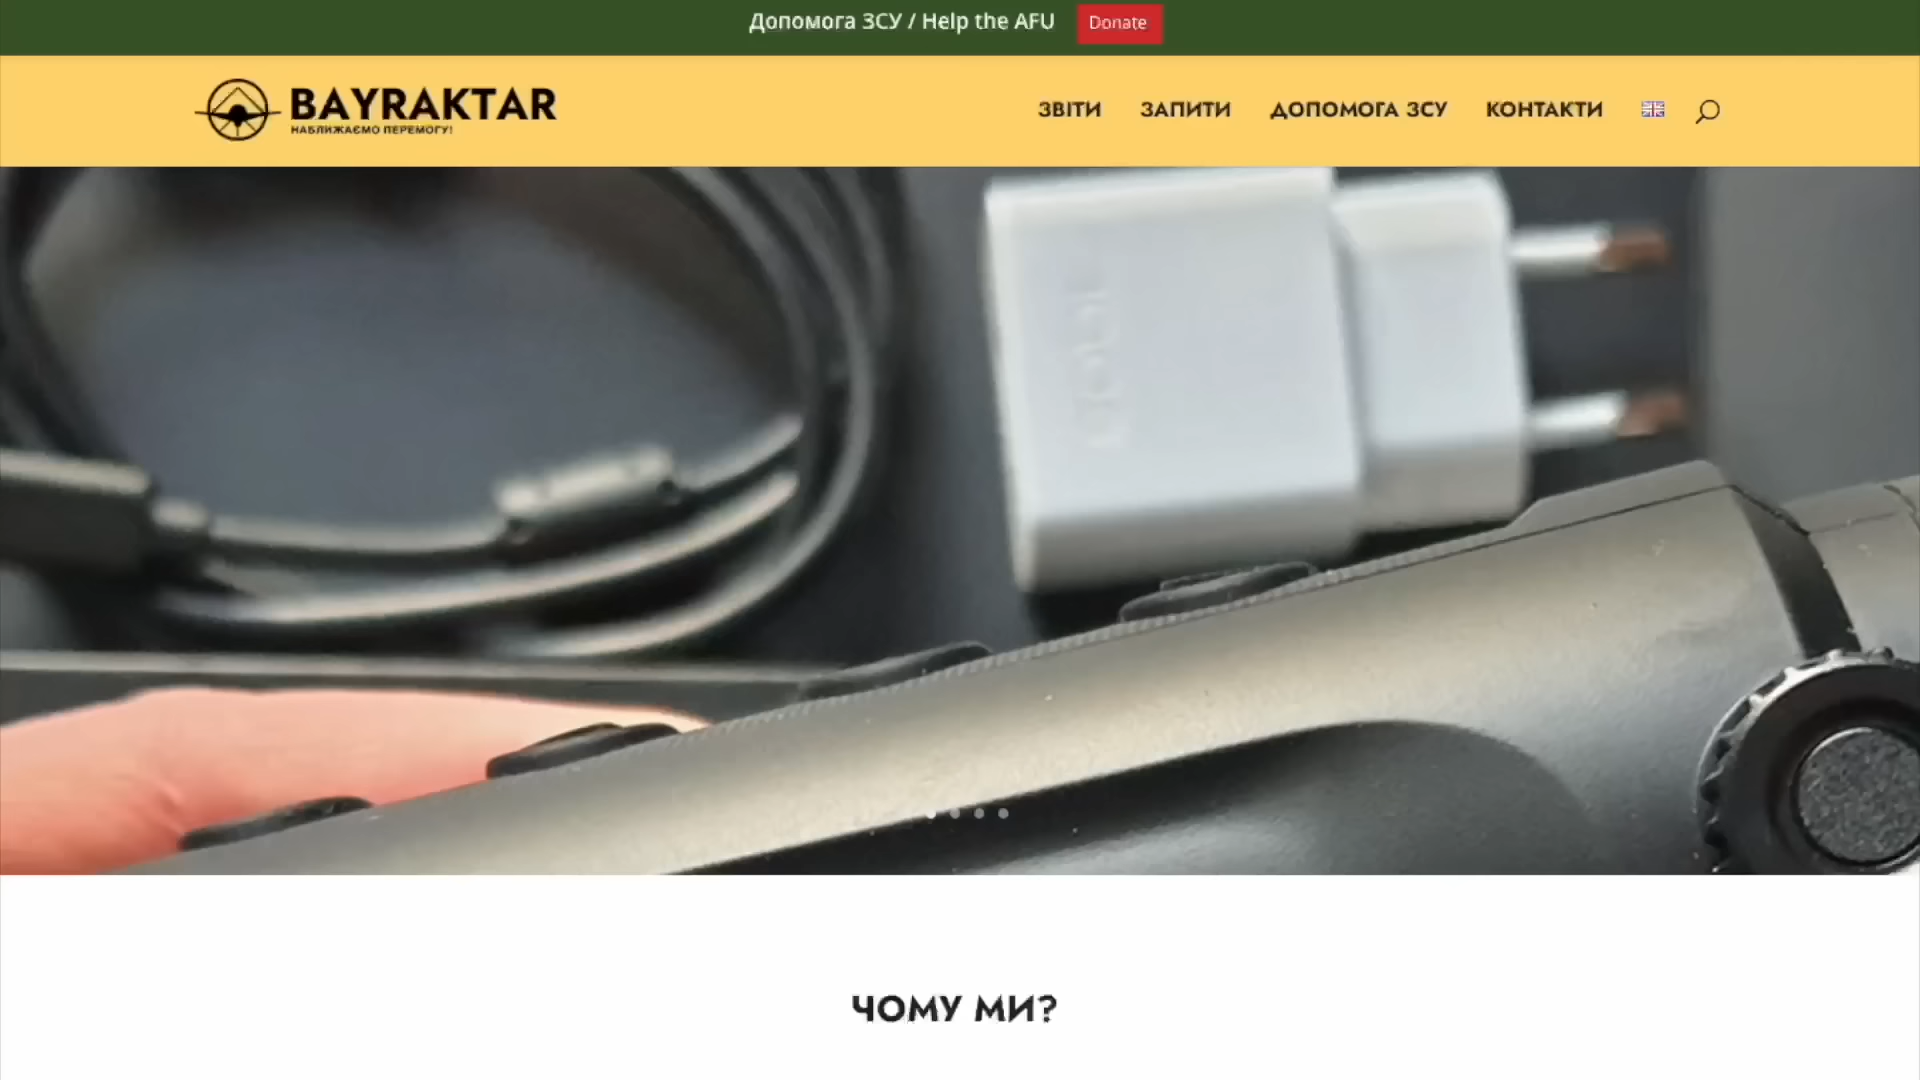 Допомога ЗСУ / Help the AFU Donate
BAYRAKTAR
НАБЛИЖАЄМО ПЕРЕМОГУ!
ЗВІТИ ЗАПИТИ ДОПОМОГА ЗСУ КОНТАКТИ
ЧОМУ МИ?